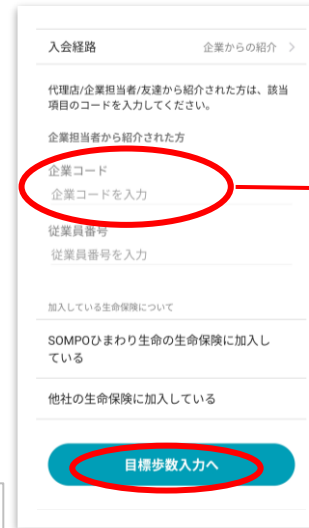 入会経路 企業からの紹介 >
代理店/企業担当者/友達から紹介された方は、該当
項目のコードを入力してください。
企業担当者から紹介された方
企業コード
企業コードを入力
従業員番号
従業員番号を入力
加入している生命保険について
SOMPOひまわり生命の生命保険に加入し
ている
他社の生命保険に加入している
目標歩数入力へ